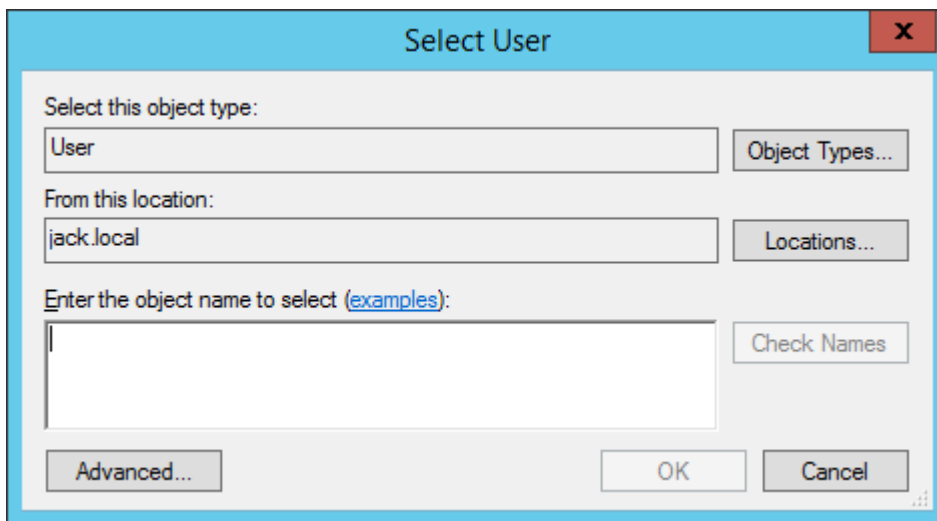 Select User
x
Select this object type:
User
Object Types...
From this location:
jack.local
Locations...
Enter the object name to select (examples):
Check Names
Advanced...
OK
Cancel